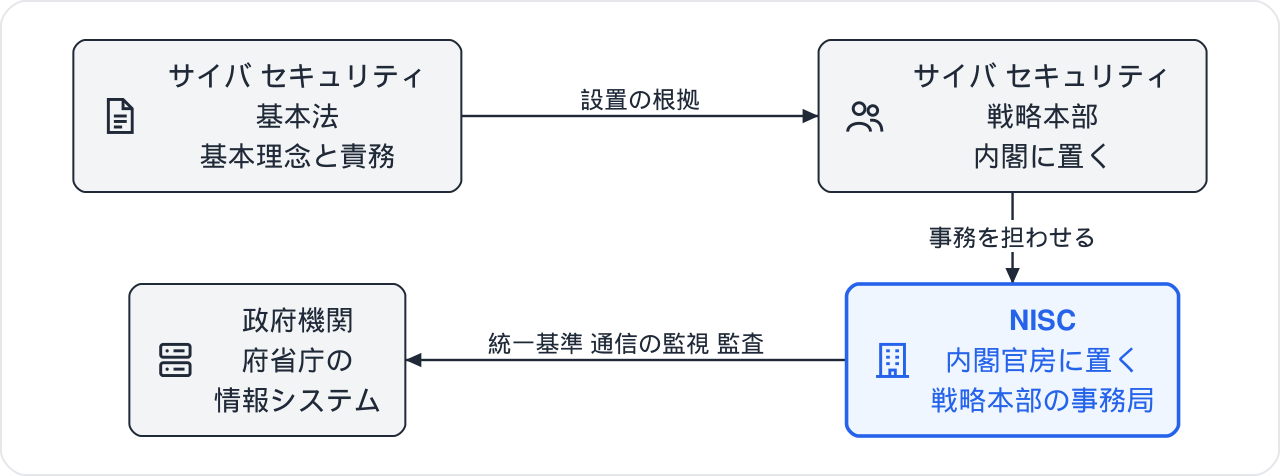 サイバ セキュリティ
基本法
基本理念と責務
設置の根拠
サイバ セキュリティ
戦略本部
内閣に置く
事務を担わせる
政府機関
府省庁の
情報システム
統一基準 通信の監視 監査
NISC
内閣官房に置く
戦略本部の事務局